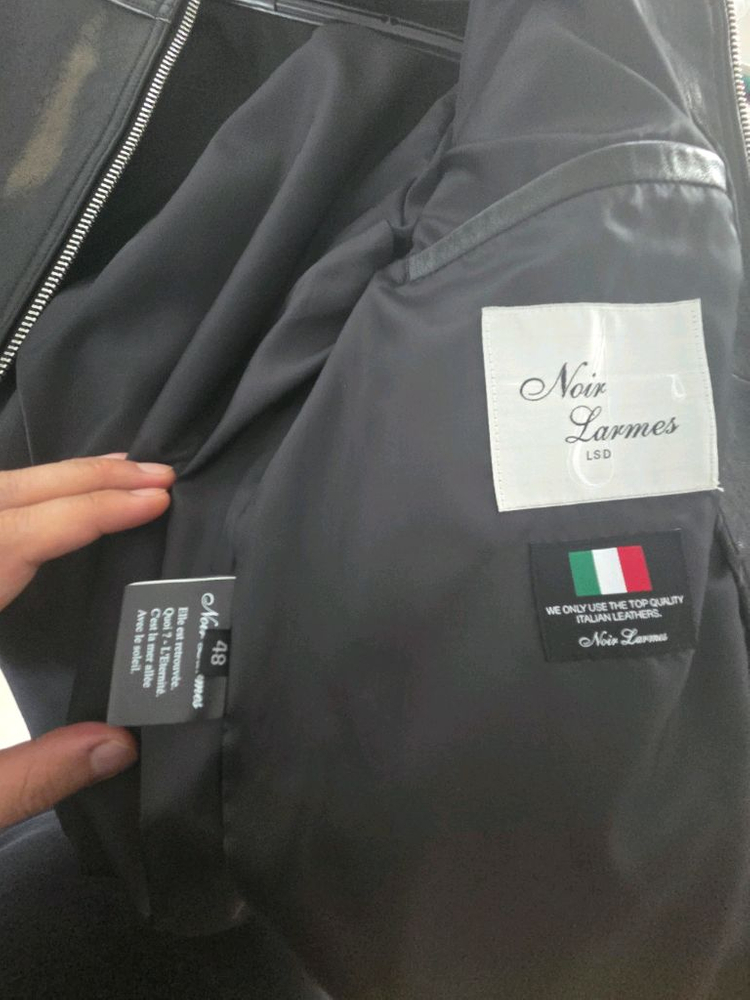 Noir
Larmes
LSD
WE ONLY USE THE TOP QUALITY
ITALIAN LEATHERS.
Noir Larmes
48
Elle est retrouvée.
Quoi ? - L'Eternité.
C'est la mer allée
Avec le soleil.